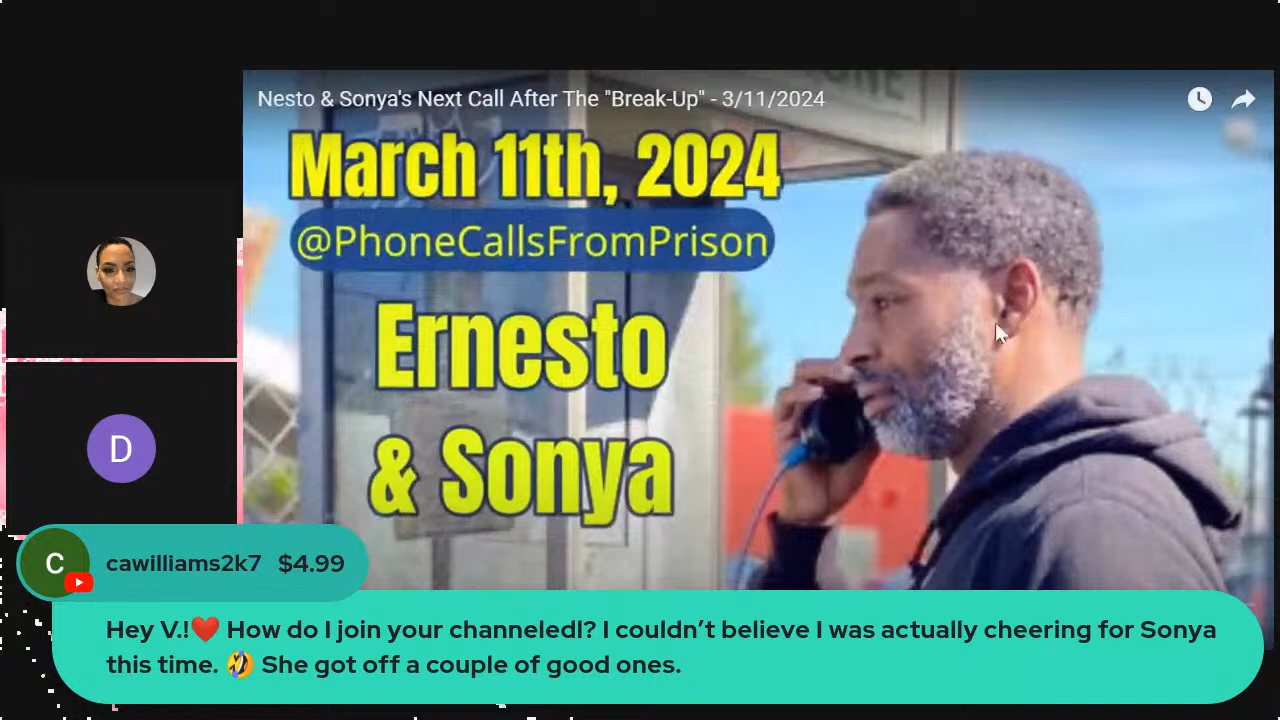 ONE
Nesto & Sonya's Next Call After The "Break-Up" - 3/11/2024
March 11th, 2024
@PhoneCallsFromPrison
Ernesto
& Sonya
D
C
cawilliams2k7 $4.99
Hey V.!❤️ How do I join your channeledl? I couldn’t believe I was actually cheering for Sonya
this time. 🤣 She got off a couple of good ones.